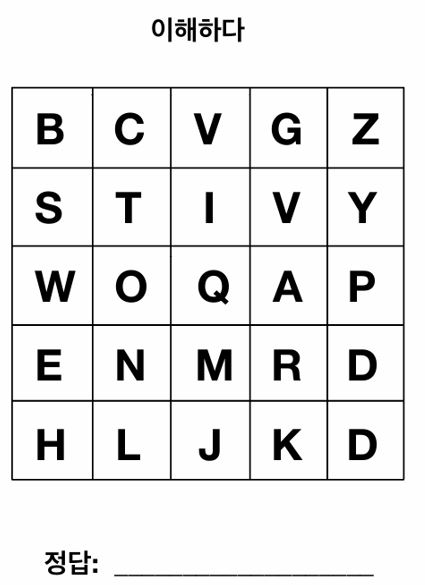 이해하다
B C V G Z
S T I V Y
W O Q A P
E N M R D
H L J K D
정답: ____________________